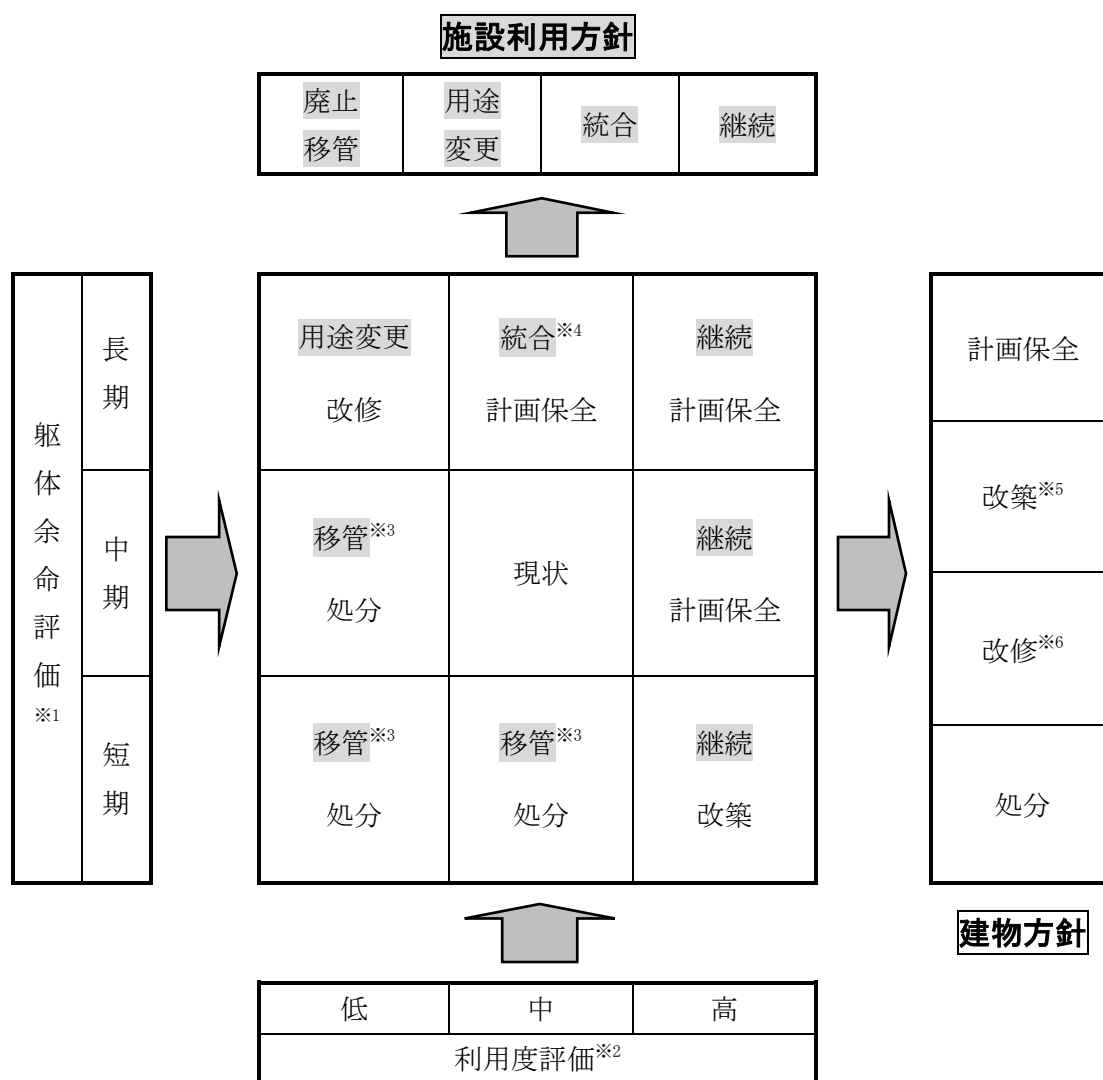 施設利用方針
廃止
移管
用途
変更
統合
継続
躯体余命評価※1
長期
中期
短期
用途変更
改修
統合※4
計画保全
継続
計画保全
移管※3
処分
現状
継続
計画保全
移管※3
処分
移管※3
処分
継続
改築
計画保全
改築※5
改修※6
処分
建物方針
低
中
高
利用度評価※2